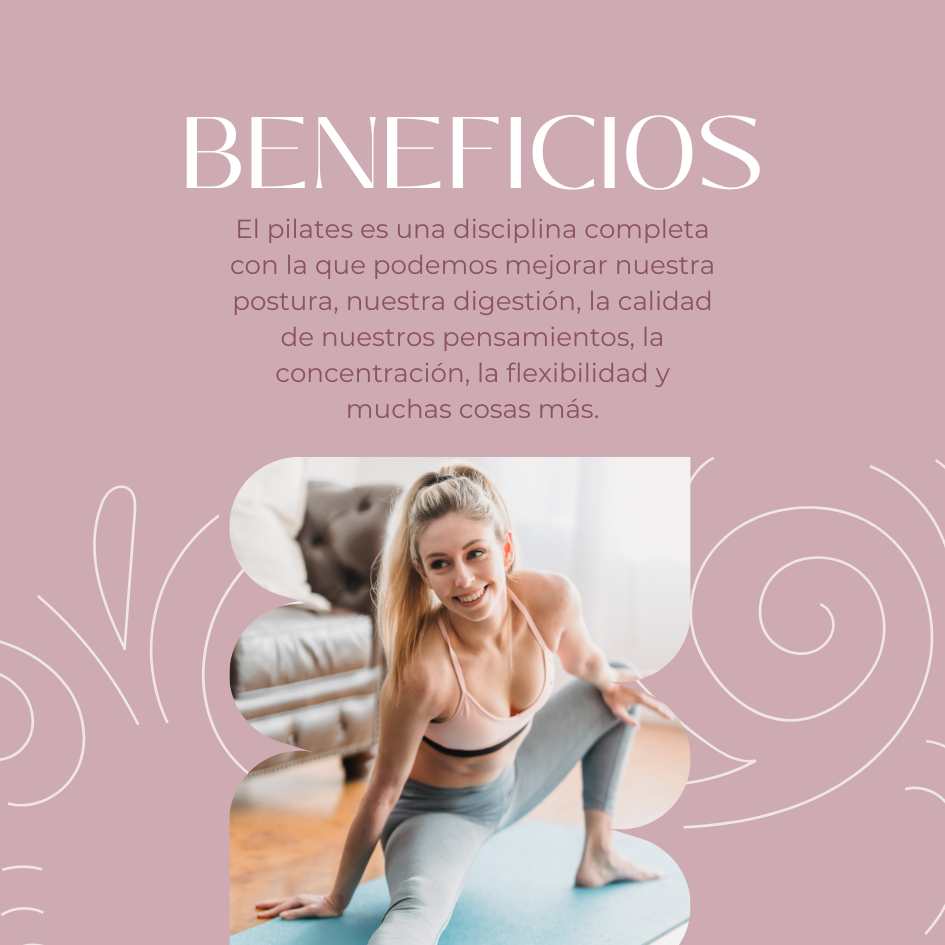 BENEFICIOS
El pilates es una disciplina completa
con la que podemos mejorar nuestra
postura, nuestra digestión, la calidad
de nuestros pensamientos, la
concentración, la flexibilidad y
muchas cosas más.